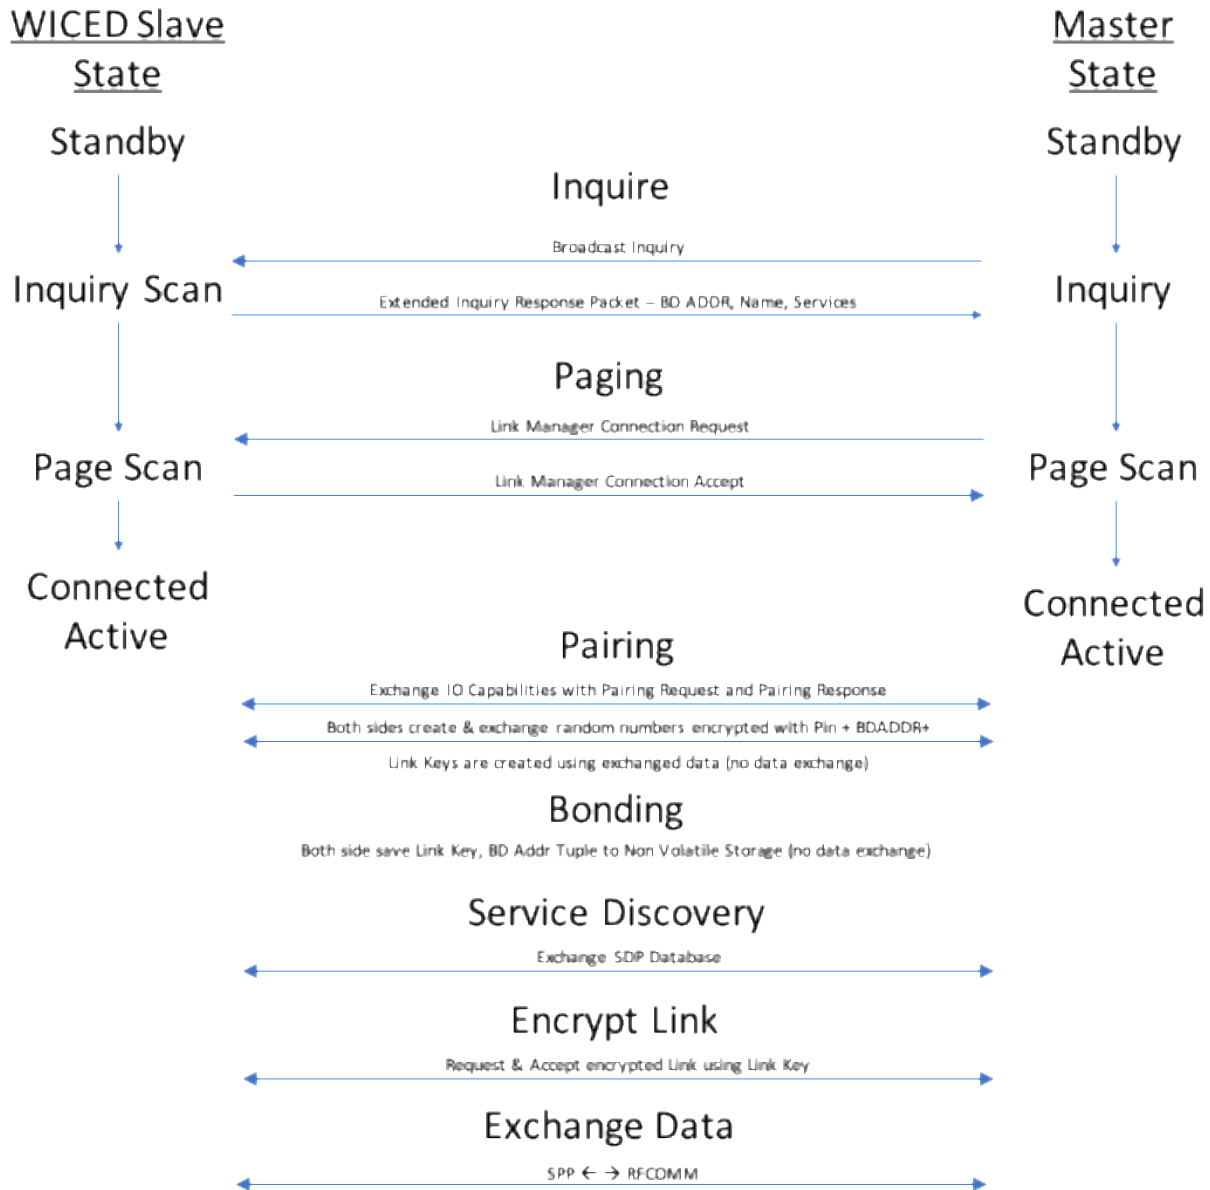 WICED Slave
State
Master
State
Standby
Standby
Inquire
Broadcast Inquiry
Inquiry Scan
Inquiry
Extended Inquiry Response Packet – BD ADDR, Name, Services
Paging
Link Manager Connection Request
Page Scan
Page Scan
Link Manager Connection Accept
Connected
Active
Connected
Active
Pairing
Exchange IO Capabilities with Pairing Request and Pairing Response
Both sides create & exchange random numbers encrypted with Pin + BDADDR+
Link Keys are created using exchanged data (no data exchange)
Bonding
Both side save Link Key, BD Addr Tuple to Non Volatile Storage (no data exchange)
Service Discovery
Exchange SDP Database
Encrypt Link
Request & Accept encrypted Link using Link Key
Exchange Data
SPP ← → RFCOMM